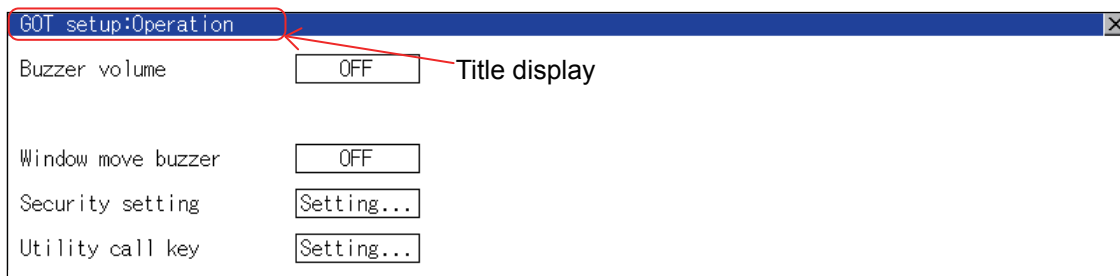 GOT setup:Operation
Buzzer volume OFF Title display
Window move buzzer OFF
Security setting Setting...
Utility call key Setting...